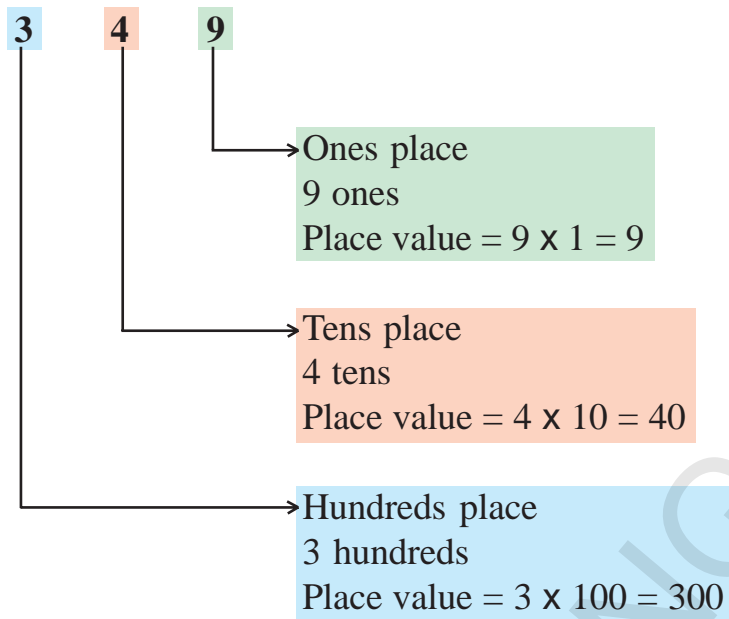 3 4 9
Ones place
9 ones
Place value = 9 x 1 = 9
Tens place
4 tens
Place value = 4 x 10 = 40
Hundreds place
3 hundreds
Place value = 3 x 100 = 300